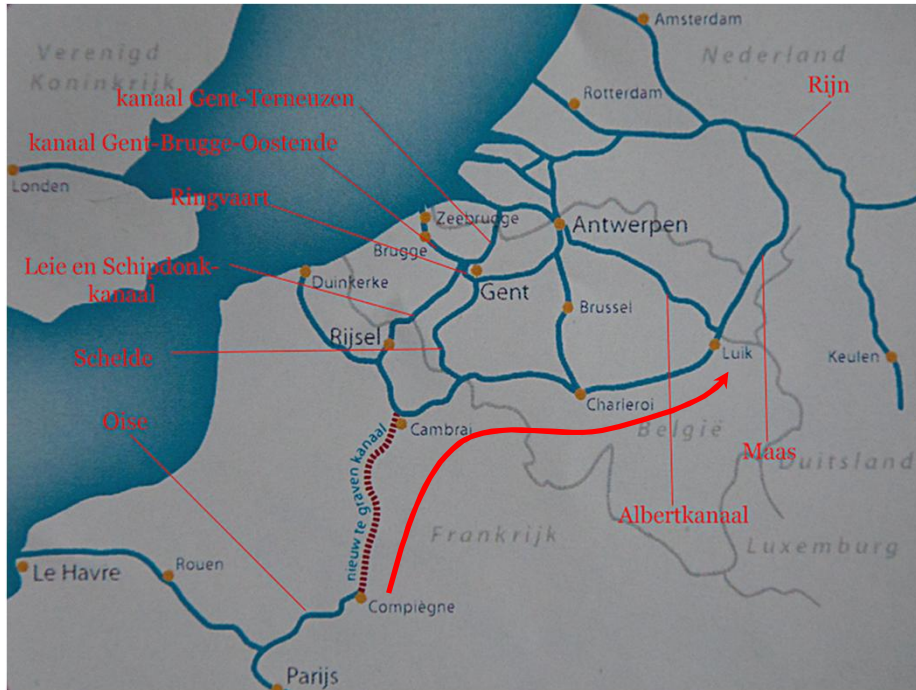 Amsterdam
Verenigd
Koninkrijk
Nederland
Rijn
kanaal Gent-Terneuzen
Rotterdam
kanaal Gent-Brugge-Oostende
Londen
Ringvaart
Zeebrugge
Antwerpen
Brugge
Leie en Schipdonk-
kanaal
Duinkerke
Gent
Brussel
Rijsel
Schelde
Luik
Keulen
Charleroi
Oise
Cambrai
België
Maas
Duitsland
nieuw te graven kanaal
Albertkanaal
Frankrijk
Luxemburg
Le Havre
Rouen
Compiègne
Parijs